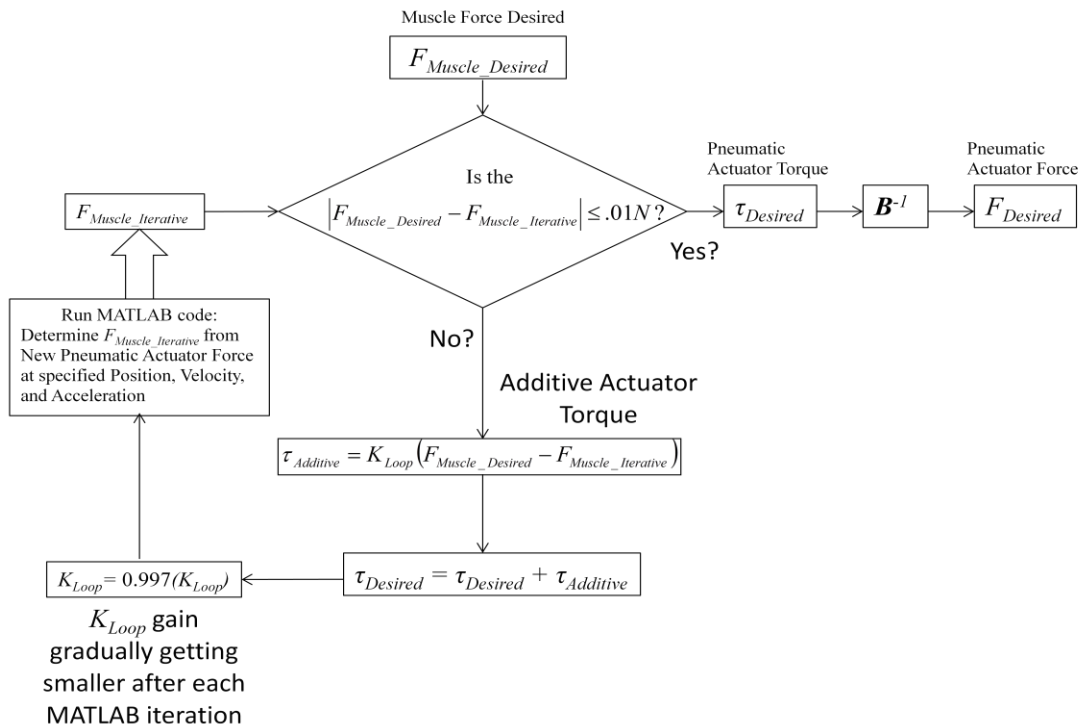 Muscle Force Desired
F_Muscle_Desired
Pneumatic
Actuator Torque
Pneumatic
Actuator Force
Is the
|F_Muscle_Desired − F_Muscle_Iterative| ≤ .01N?
F_Muscle_Iterative
τ_Desired
B^-1
F_Desired
Yes?
Run MATLAB code:
Determine F_Muscle_Iterative from
New Pneumatic Actuator Force
at specified Position, Velocity,
and Acceleration
No?
Additive Actuator
Torque
τ_Additive = K_Loop(F_Muscle_Desired − F_Muscle_Iterative)
K_Loop = 0.997(K_Loop)
τ_Desired = τ_Desired + τ_Additive
K_Loop gain
gradually getting
smaller after each
MATLAB iteration